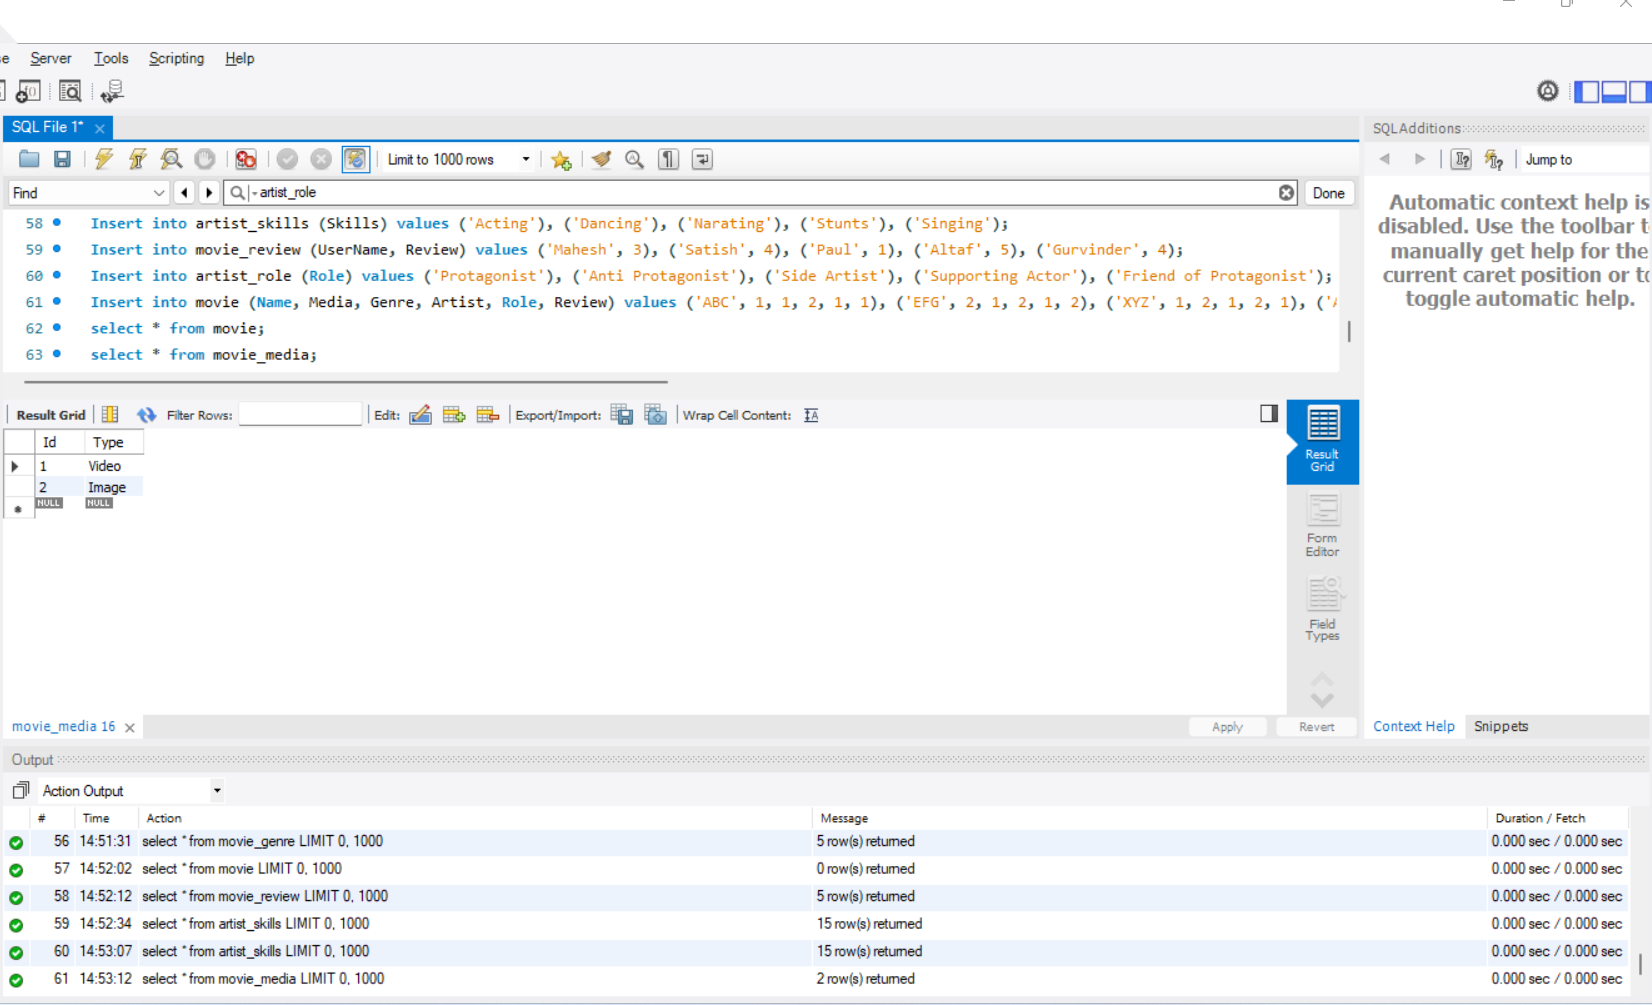 Server Tools Scripting Help
SQL File 1*
SQLAdditions
Limit to 1000 rows
Jump to
Find artist_role Done
58 Insert into artist_skills (Skills) values ('Acting'), ('Dancing'), ('Narating'), ('Stunts'), ('Singing');
59 Insert into movie_review (UserName, Review) values ('Mahesh', 3), ('Satish', 4), ('Paul', 1), ('Altaf', 5), ('Gurvinder', 4);
60 Insert into artist_role (Role) values ('Protagonist'), ('Anti Protagonist'), ('Side Artist'), ('Supporting Actor'), ('Friend of Protagonist');
61 Insert into movie (Name, Media, Genre, Artist, Role, Review) values ('ABC', 1, 1, 2, 1, 1), ('EFG', 2, 1, 2, 1, 2), ('XYZ', 1, 2, 1, 2, 1), ('
62 select * from movie;
63 select * from movie_media;
Automatic context help is
disabled. Use the toolbar t
manually get help for the
current caret position or to
toggle automatic help.
Result Grid Filter Rows: Edit: Export/Import: Wrap Cell Content:
Id Type
1 Video
2 Image
NULL NULL
Result
Grid
Form
Editor
Field
Types
movie_media 16
Apply Revert
Context Help Snippets
Output
Action Output
# Time Action Message Duration / Fetch
56 14:51:31 select * from movie_genre LIMIT 0, 1000 5 row(s) returned 0.000 sec / 0.000 sec
57 14:52:02 select * from movie LIMIT 0, 1000 0 row(s) returned 0.000 sec / 0.000 sec
58 14:52:12 select * from movie_review LIMIT 0, 1000 5 row(s) returned 0.000 sec / 0.000 sec
59 14:52:34 select * from artist_skills LIMIT 0, 1000 15 row(s) returned 0.000 sec / 0.000 sec
60 14:53:07 select * from artist_skills LIMIT 0, 1000 15 row(s) returned 0.000 sec / 0.000 sec
61 14:53:12 select * from movie_media LIMIT 0, 1000 2 row(s) returned 0.000 sec / 0.000 sec